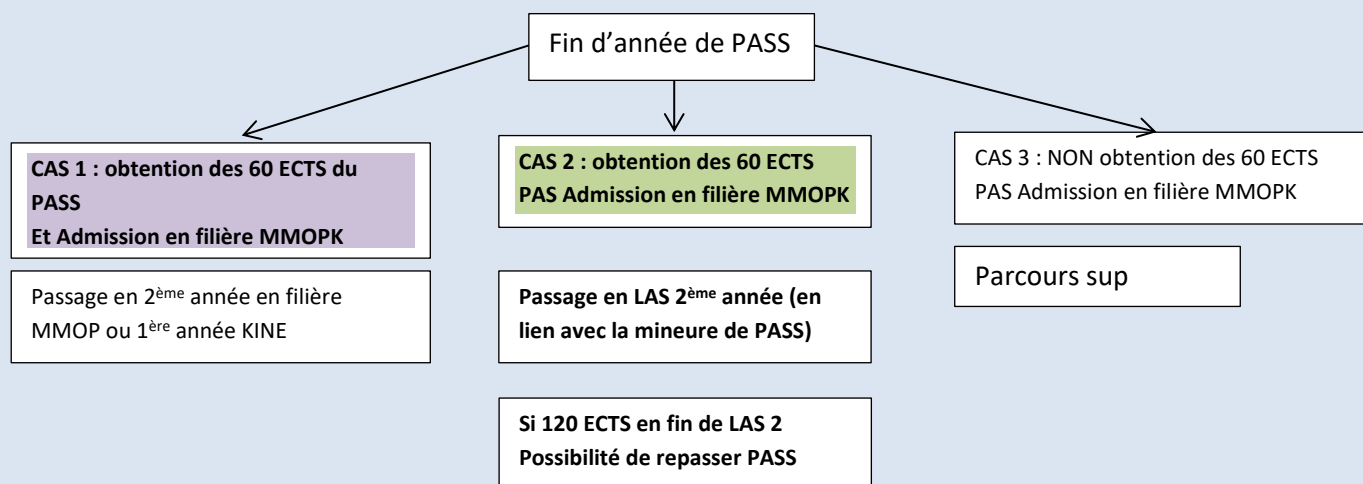 Fin d'année de PASS
CAS 1 : obtention des 60 ECTS du
PASS
Et Admission en filière MMOPK
Passage en 2ème année en filière
MMOP ou 1ère année KINE
CAS 2 : obtention des 60 ECTS
PAS Admission en filière MMOPK
Passage en LAS 2ème année (en
lien avec la mineure de PASS)
Si 120 ECTS en fin de LAS 2
Possibilité de repasser PASS
CAS 3 : NON obtention des 60 ECTS
PAS Admission en filière MMOPK
Parcours sup